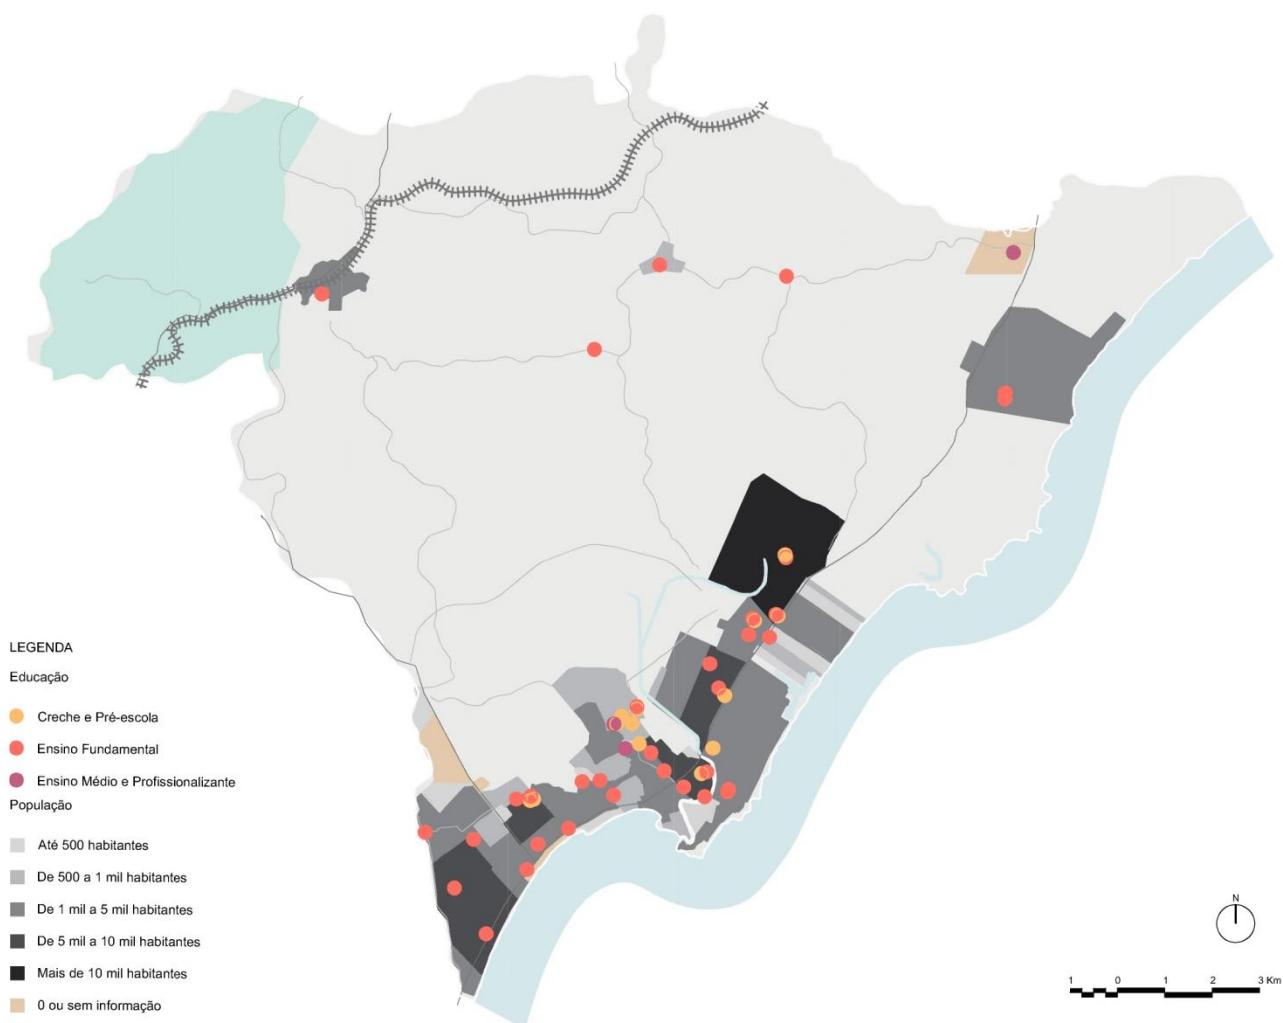 LEGENDA
Educação
Creche e Pré-escola
Ensino Fundamental
Ensino Médio e Profissionalizante
População
Até 500 habitantes
De 500 a 1 mil habitantes
De 1 mil a 5 mil habitantes
De 5 mil a 10 mil habitantes
Mais de 10 mil habitantes
0 ou sem informação
N
1 0 1 2 3 Km